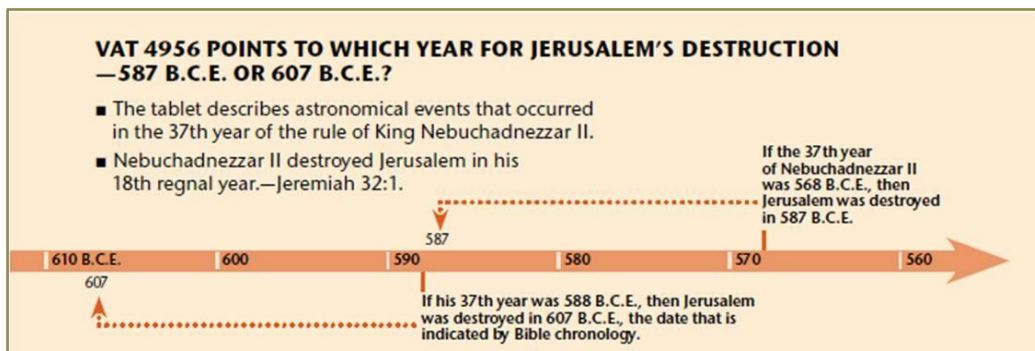 VAT 4956 POINTS TO WHICH YEAR FOR JERUSALEM’S DESTRUCTION
—587 B.C.E. OR 607 B.C.E.?
■ The tablet describes astronomical events that occurred
in the 37th year of the rule of King Nebuchadnezzar II.
■ Nebuchadnezzar II destroyed Jerusalem in his
18th regnal year.—Jeremiah 32:1.
If the 37th year
of Nebuchadnezzar II
was 568 B.C.E., then
Jerusalem was destroyed
in 587 B.C.E.
587
610 B.C.E. 600 590 580 570 560
607
If his 37th year was 588 B.C.E., then Jerusalem
was destroyed in 607 B.C.E., the date that is
indicated by Bible chronology.